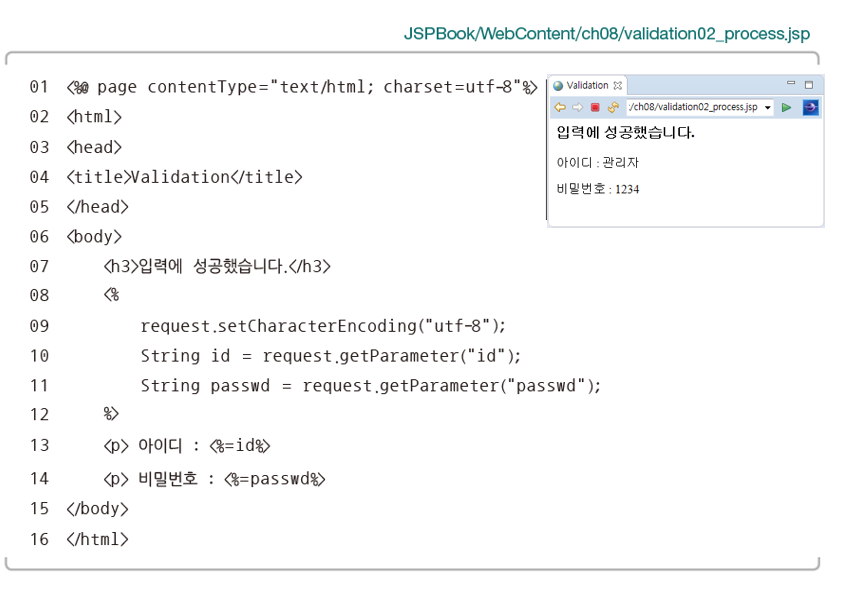 JSPBook/WebContent/ch08/validation02_process.jsp
01 <%@ page contentType="text/html; charset=utf-8"%>
02 <html>
03 <head>
04 <title>Validation</title>
05 </head>
06 <body>
07 <h3>입력에 성공했습니다.</h3>
08 <%
09 request.setCharacterEncoding("utf-8");
10 String id = request.getParameter("id");
11 String passwd = request.getParameter("passwd");
12 %>
13 <p> 아이디 : <%=id%>
14 <p> 비밀번호 : <%=passwd%>
15 </body>
16 </html>
Validation
/ch08/validation02_process.jsp
입력에 성공했습니다.
아이디 : 관리자
비밀번호 : 1234